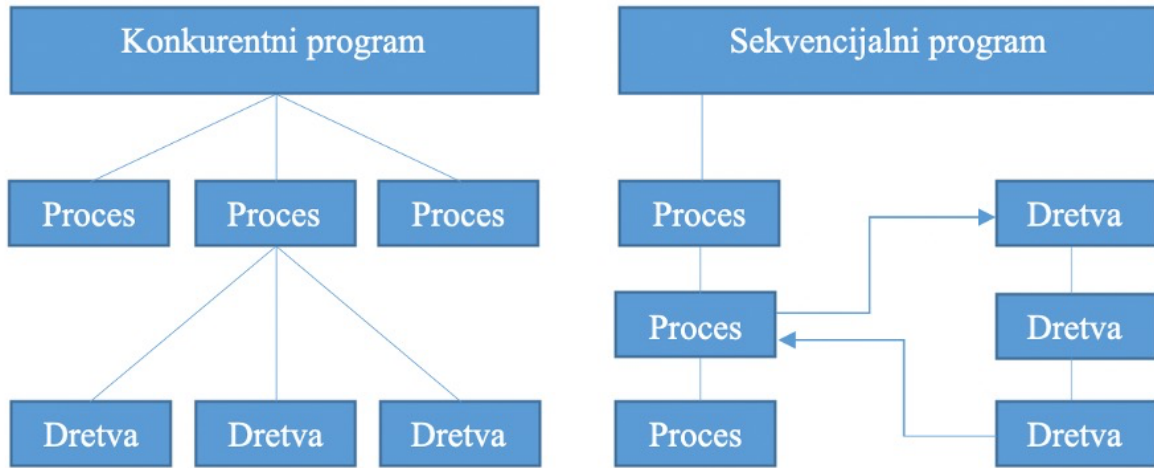 Konkurentni program
Proces
Proces
Proces
Dretva
Dretva
Dretva
Sekvencijalni program
Proces
Dretva
Proces
Dretva
Proces
Dretva